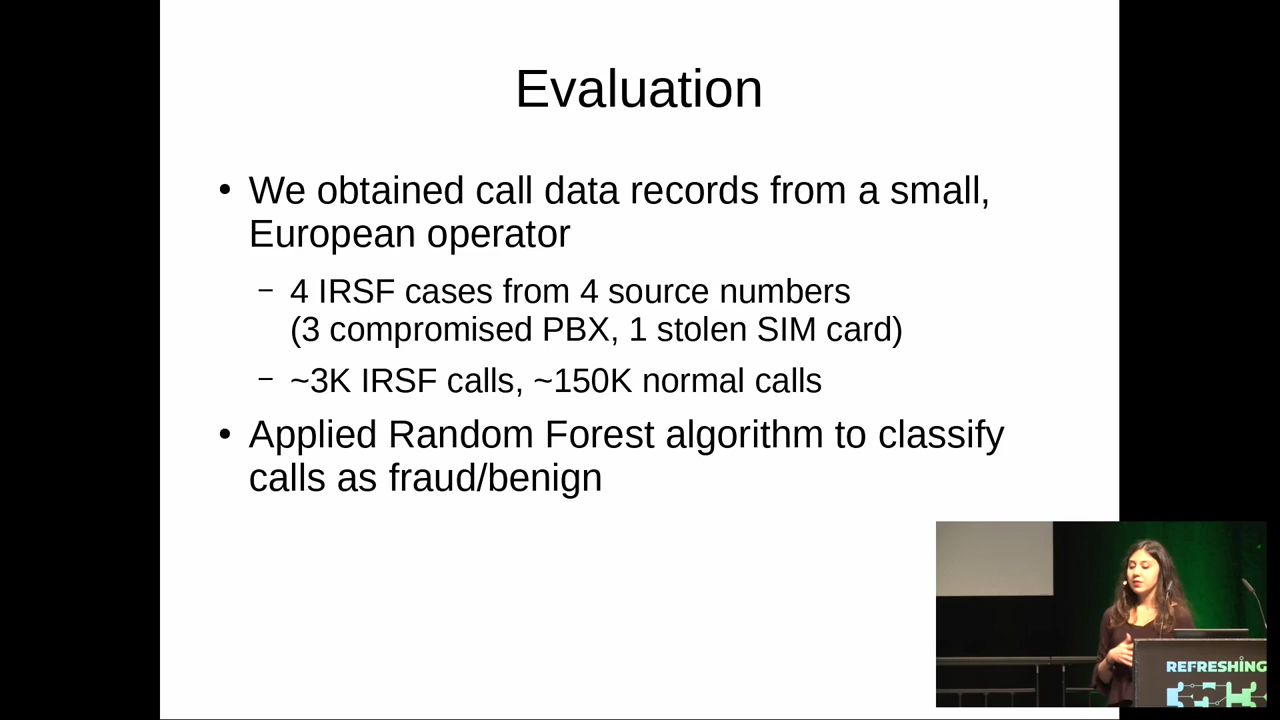 Evaluation
• We obtained call data records from a small,
European operator
– 4 IRSF cases from 4 source numbers
(3 compromised PBX, 1 stolen SIM card)
– ~3K IRSF calls, ~150K normal calls
• Applied Random Forest algorithm to classify
calls as fraud/benign
REFRESHING